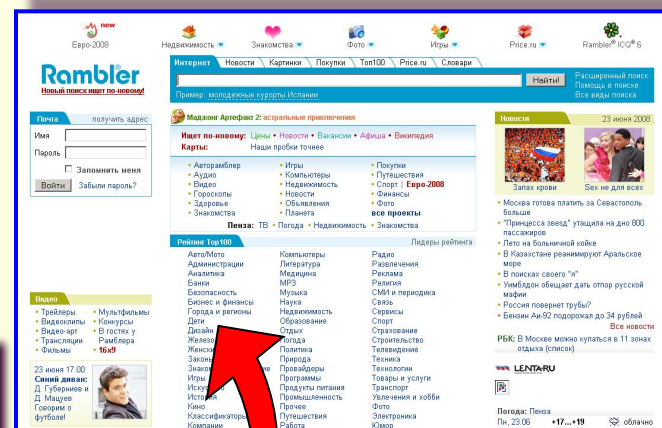 new
Евро-2008
Недвижимость
Знакомства
Фото
Игры
Price.ru
Rambler® ICQ® 6
Rambler
Новый поиск ищет по-новому!
Интернет Новости Картинки Покупки Топ100 Price.ru Словари
Найти!
Пример: молодежные курорты Испании
Расширенный поиск
Помощь в поиске
Все виды поиска
Почта получить адрес
Имя
Пароль
Запомнить меня
Войти Забыли пароль?
Маджонг Артефакт 2: астральные приключения
Ищет по-новому: Цены • Новости • Вакансии • Афиша • Википедия
Карты: Наши пробки точнее
• Авторамблер • Игры • Покупки
• Аудио • Компьютеры • Путешествия
• Видео • Недвижимость • Спорт | Евро-2008
• Гороскопы • Новости • Финансы
• Здоровье • Объявления • Фото
• Знакомства • Планета все проекты
Пенза: ТВ • Погода • Недвижимость • Знакомства
Рейтинг Top100 Лидеры рейтинга
Авто/Мото Компьютеры Радио
Администрации Литература Развлечения
Аналитика Медицина Реклама
Банки MP3 Религия
Безопасность Музыка СМИ и периодика
Бизнес и финансы Наука Связь
Города и регионы Недвижимость Сервисы
Дети Образование Спорт
Дизайн Отдых Страхование
Железо Погода Строительство
Женск Политика Телевидение
Законы Природа Техника
Знаком Провайдеры Технологии
Игры Программы Товары и услуги
Искус Продукты питания Транспорт
История Промышленность Увлечения и хобби
Кино Прочее Фото
Классификаторы Путешествия Электроника
Компании Работа Юмор
Видео
• Трейлеры • Мультфильмы
• Видеоклипы • Конкурсы
• Видео-арт • В гостях у
• Трансляции Рамблера
• Фильмы • 16x9
23 июня 17.00
Синий диван:
Д. Губерниев и
Д. Мацуев
Говорим о
футболе!
Новости 23 июня 2008
Запах крови Sex не для всех
• Москва готова платить за Севастополь
больше
• "Принцесса звезд" утащила на дно 800
пассажиров
• Лето на больничной койке
• В Казахстане реанимируют Аральское
море
• В поисках своего "я"
• Уимблдон обещает дать отпор русской
мафии
• Россия повернет трубы?
• Бензин Аи-92 подорожал до 34 рублей
Все новости
РБК: В Москве можно купаться в 11 зонах
отдыха (список)
LENTA.RU
Погода: Пенза
Пн, 23.06 +17...+19 облачно